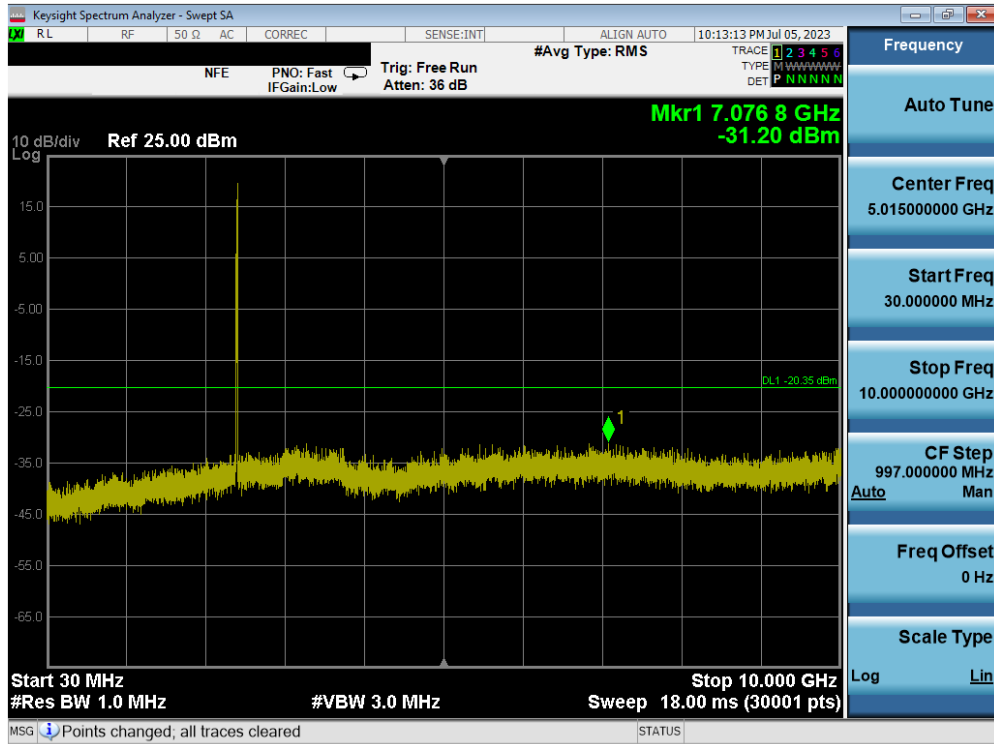 Keysight Spectrum Analyzer - Swept SA
LXI RL RF 50 Ω AC CORREC SENSE:INT ALIGN AUTO 10:13:13 PM Jul 05, 2023
#Avg Type: RMS
TRACE 1 2 3 4 5 6
TYPE M W W W W W
DET P N N N N N
NFE PNO: Fast Trig: Free Run
IFGain:Low Atten: 36 dB
Mkr1 7.076 8 GHz
-31.20 dBm
10 dB/div Ref 25.00 dBm
Log
15.0
5.00
-5.00
-15.0
DL1 -20.35 dBm
-25.0
1
-35.0
-45.0
-55.0
-65.0
Start 30 MHz Stop 10.000 GHz
#Res BW 1.0 MHz #VBW 3.0 MHz Sweep 18.00 ms (30001 pts)
MSG Points changed; all traces cleared STATUS
Frequency
Auto Tune
Center Freq
5.015000000 GHz
Start Freq
30.000000 MHz
Stop Freq
10.000000000 GHz
CF Step
997.000000 MHz
Auto Man
Freq Offset
0 Hz
Scale Type
Log Lin